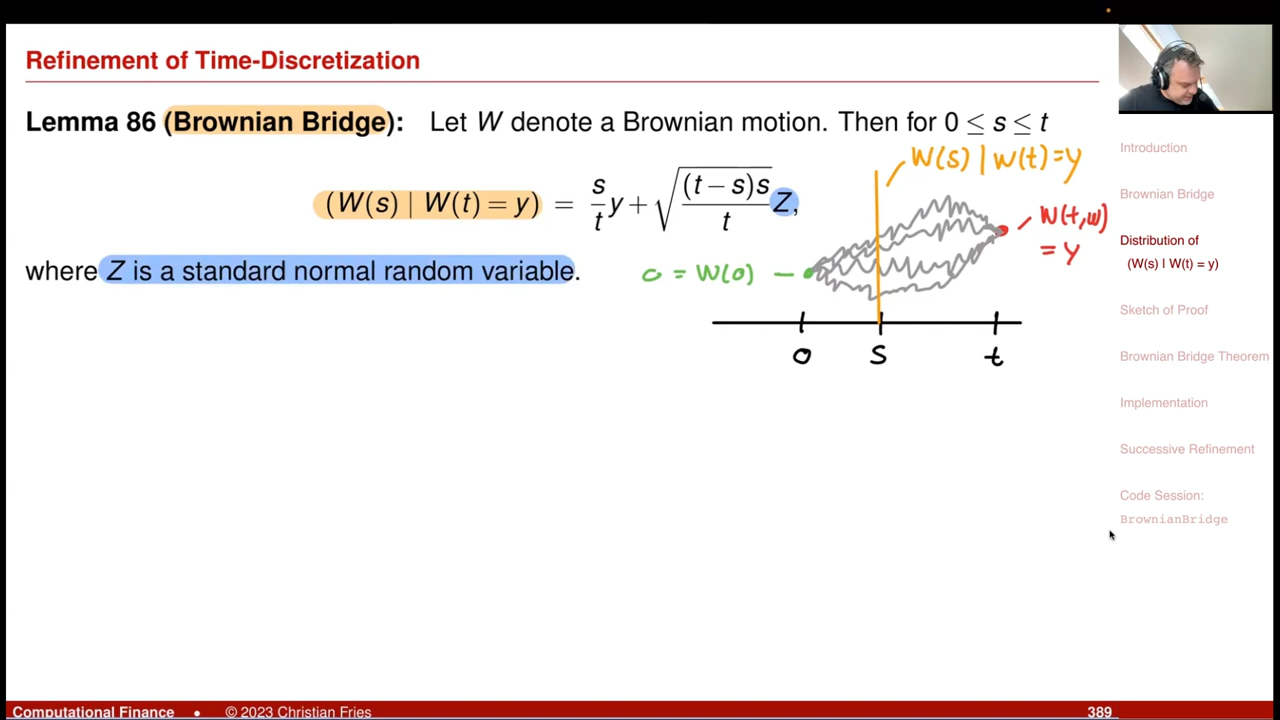 Refinement of Time-Discretization
Lemma 86 (Brownian Bridge): Let W denote a Brownian motion. Then for 0 ≤ s ≤ t
(W(s) | W(t) = y) = s/t y + √((t − s)s / t) Z,
where Z is a standard normal random variable.
W(s) | W(t) = y
W(t,ω)
= y
0 = W(0)
0 s t
Introduction
Brownian Bridge
Distribution of
(W(s) | W(t) = y)
Sketch of Proof
Brownian Bridge Theorem
Implementation
Successive Refinement
Code Session:
BrownianBridge
Computational Finance • © 2023 Christian Fries 389